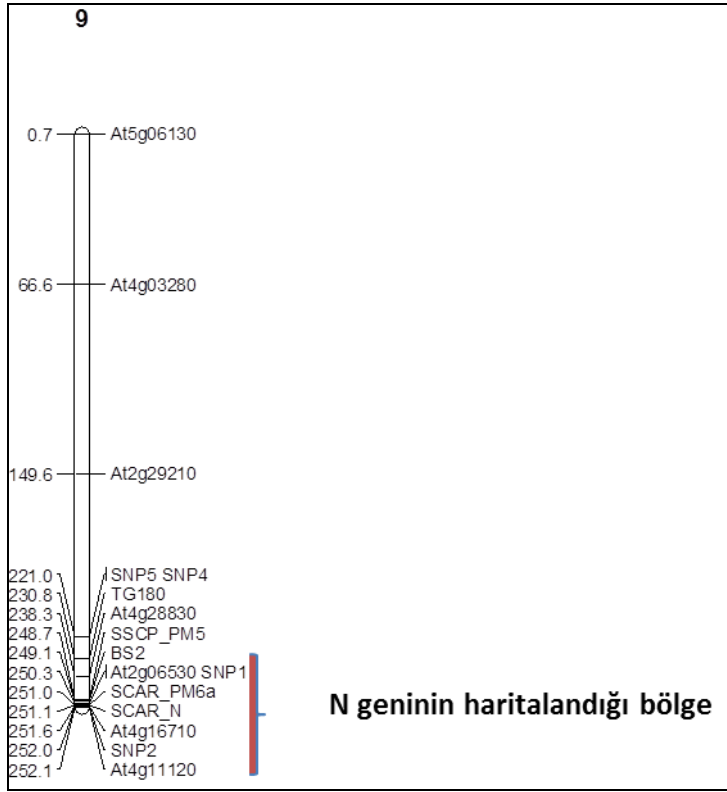 9
0.7 At5g06130
66.6 At4g03280
149.6 At2g29210
221.0 SNP5 SNP4
230.8 TG180
238.3 At4g28830
248.7 SSCP_PM5
249.1 BS2
250.3 At2g06530 SNP1
251.0 SCAR_PM6a
251.1 SCAR_N
251.6 At4g16710
252.0 SNP2
252.1 At4g11120
N geninin haritalandığı bölge